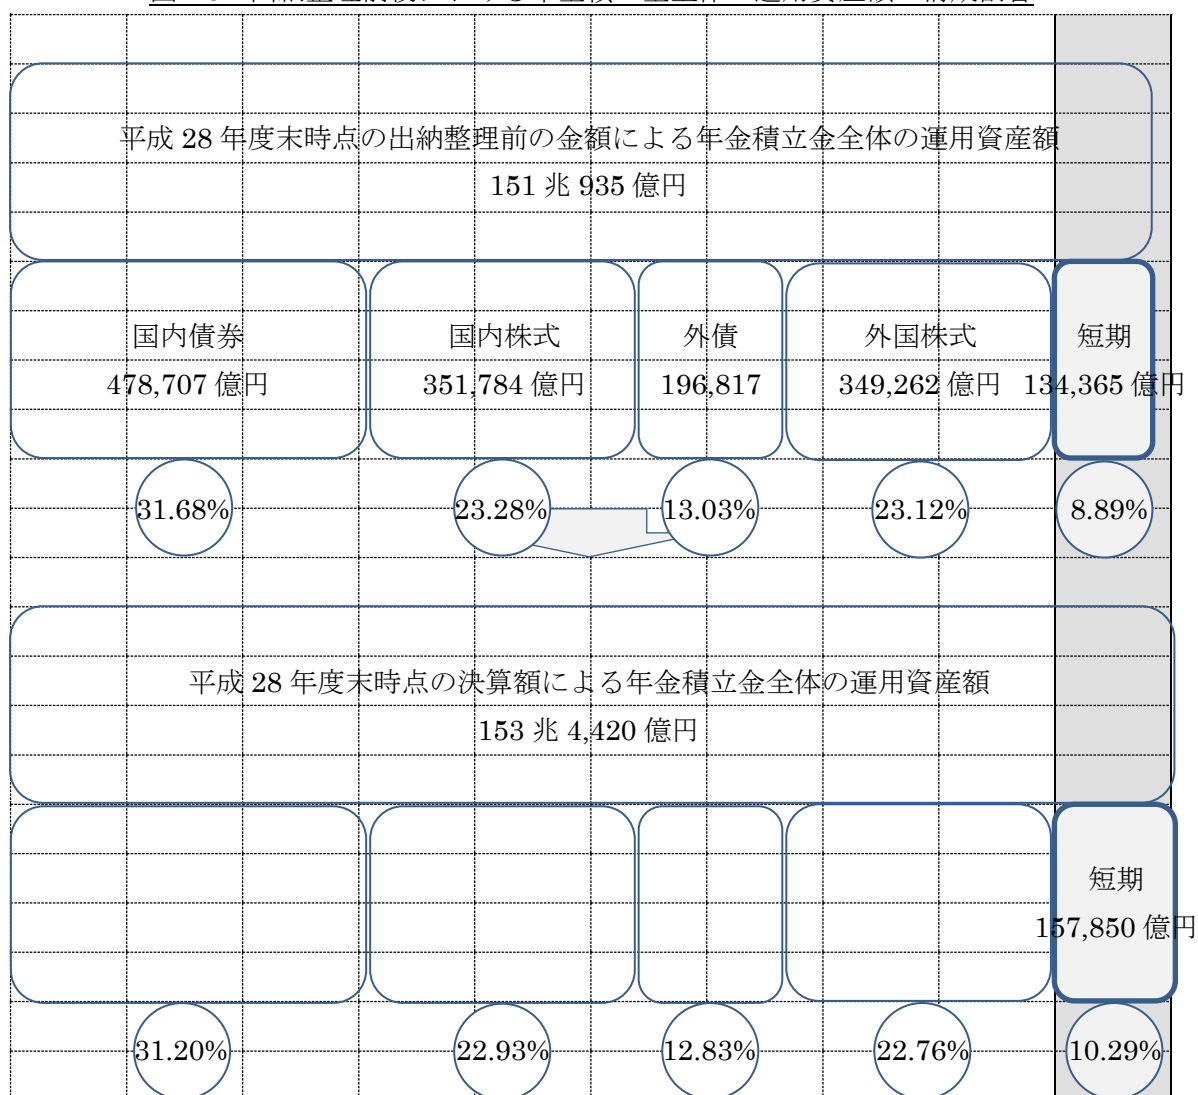 平成 28 年度末時点の出納整理前の金額による年金積立金全体の運用資産額
151 兆 935 億円
国内債券
478,707 億円
国内株式
351,784 億円
外債
196,817
外国株式
349,262 億円
短期
134,365 億円
31.68%
23.28%
13.03%
23.12%
8.89%
平成 28 年度末時点の決算額による年金積立金全体の運用資産額
153 兆 4,420 億円
短期
157,850 億円
31.20%
22.93%
12.83%
22.76%
10.29%